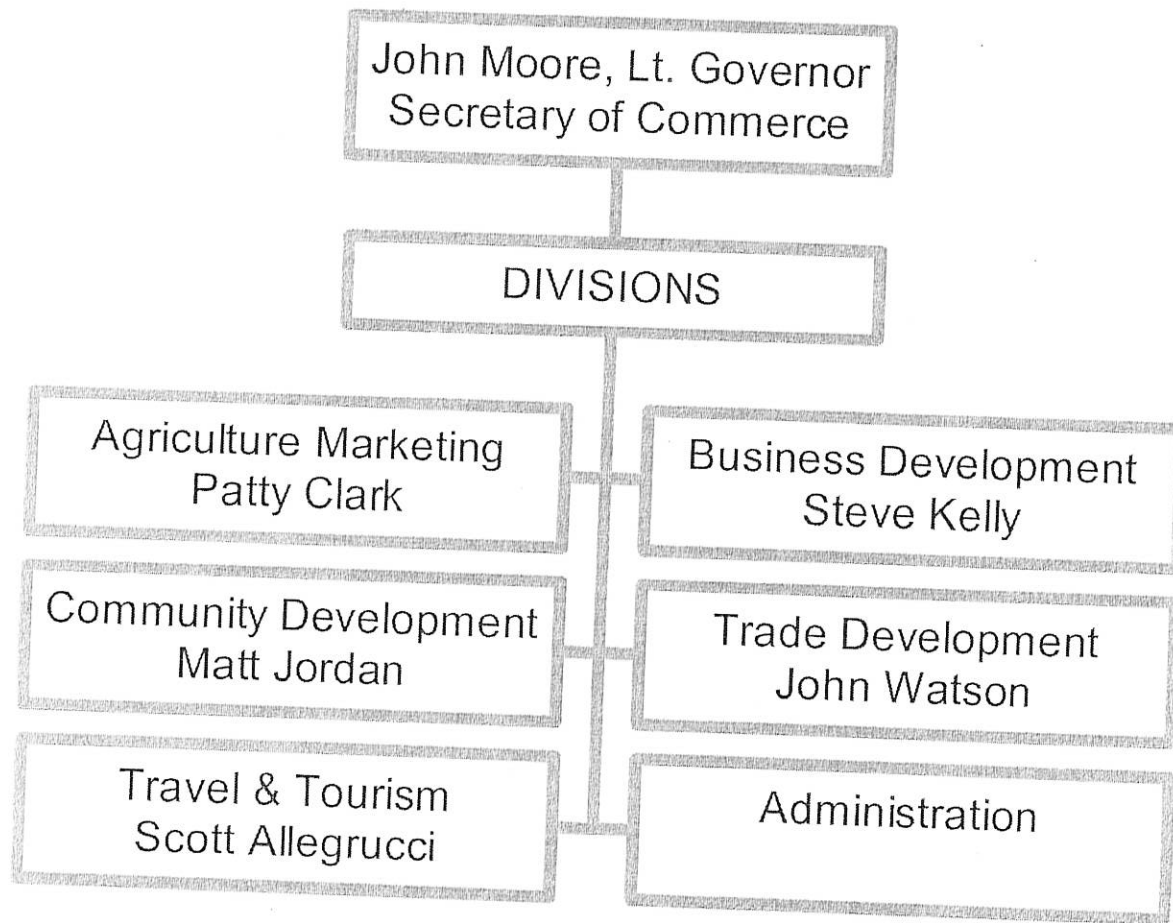 John Moore, Lt. Governor
Secretary of Commerce
DIVISIONS
Agriculture Marketing
Patty Clark
Business Development
Steve Kelly
Community Development
Matt Jordan
Trade Development
John Watson
Travel & Tourism
Scott Allegrucci
Administration